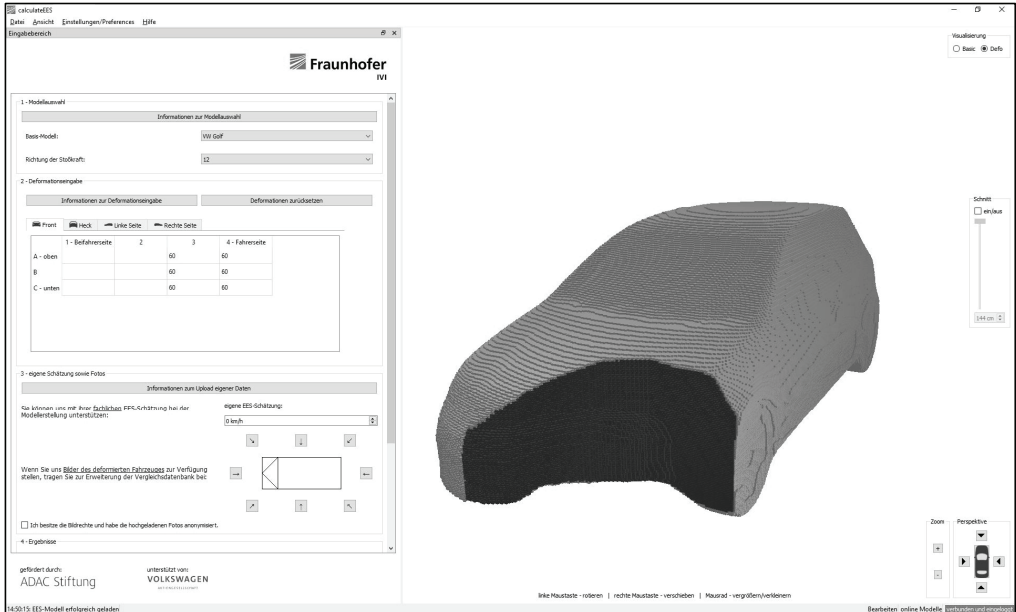 calculateEES
Datei Ansicht Einstellungen/Preferences Hilfe
Eingabebereich
Fraunhofer
IVI
1 - Modellauswahl
Informationen zur Modellauswahl
Basis-Modell:
VW Golf
Richtung der Stoßkraft:
12
2 - Deformationseingabe
Informationen zur Deformationseingabe
Deformationen zurücksetzen
Front Heck Linke Seite Rechte Seite
1 - Beifahrerseite 2 3 4 - Fahrerseite
A - oben 60 60
B 60 60
C - unten 60 60
3 - eigene Schätzung sowie Fotos
Informationen zum Upload eigener Daten
Sie können uns mit ihrer fachlichen EES-Schätzung bei der
Modellerstellung unterstützen:
eigene EES-Schätzung:
0 km/h
Wenn Sie uns Bilder des deformierten Fahrzeuges zur Verfügung
stellen, tragen Sie zur Erweiterung der Vergleichsdatenbank bei:
Ich besitze die Bildrechte und habe die hochgeladenen Fotos anonymisiert.
4 - Ergebnisse
gefördert durch:
ADAC Stiftung
unterstützt von:
VOLKSWAGEN
AKTIENGESELLSCHAFT
Visualisierung
Basic Defo
Schnitt
ein/aus
144 cm
Zoom
+
-
Perspektive
linke Maustaste - rotieren | rechte Maustaste - verschieben | Mausrad - vergrößern/verkleinern
14:50:15: EES-Modell erfolgreich geladen
Bearbeiten online Modelle verbunden und eingeloggt